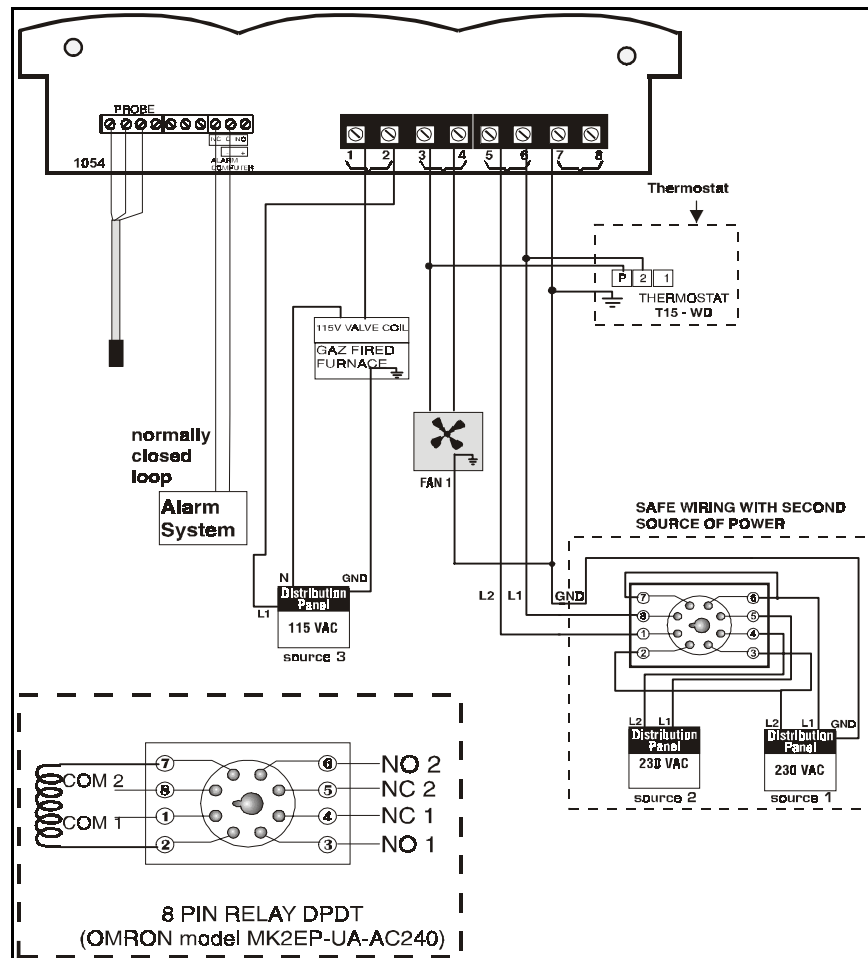 PROBE
NC C NO
- +
ALARM
COMPUTER
1054
1 2 3 4 5 6 7 8
Thermostat
P 2 1
THERMOSTAT
T15 - WD
115V VALVE COIL
GAZ FIRED
FURNACE
normally
closed
loop
Alarm
System
FAN 1
SAFE WIRING WITH SECOND
SOURCE OF POWER
N GND
L1
Distribution
Panel
115 VAC
source 3
L2 L1 GND
7 6
8 5
1 4
2 3
L2 L1
Distribution
Panel
230 VAC
source 2
L2 L1 GND
Distribution
Panel
230 VAC
source 1
COM 2
COM 1
7 6 NO 2
8 5 NC 2
1 4 NC 1
2 3 NO 1
8 PIN RELAY DPDT
(OMRON model MK2EP-UA-AC240)